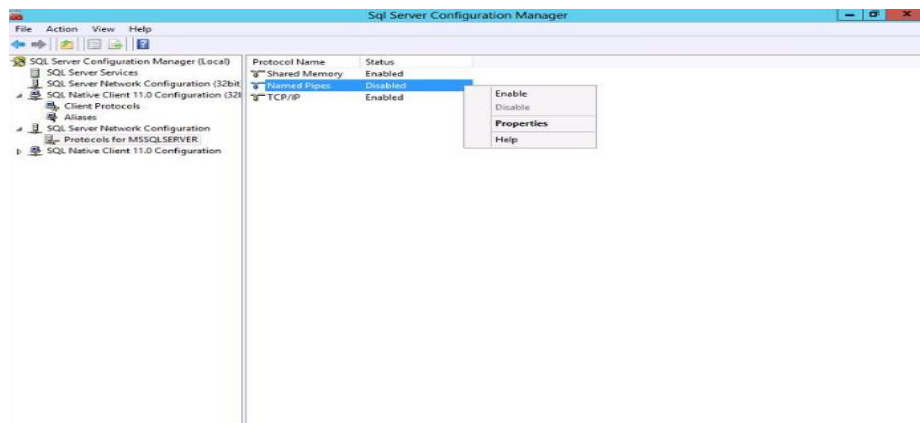 Sql Server Configuration Manager
File Action View Help
SQL Server Configuration Manager (Local)
SQL Server Services
SQL Server Network Configuration (32bit
SQL Native Client 11.0 Configuration (32l
Client Protocols
Aliases
SQL Server Network Configuration
Protocols for MSSQLSERVER
SQL Native Client 11.0 Configuration
Protocol Name Status
Shared Memory Enabled
Named Pipes Disabled
TCP/IP Enabled
Enable
Disable
Properties
Help